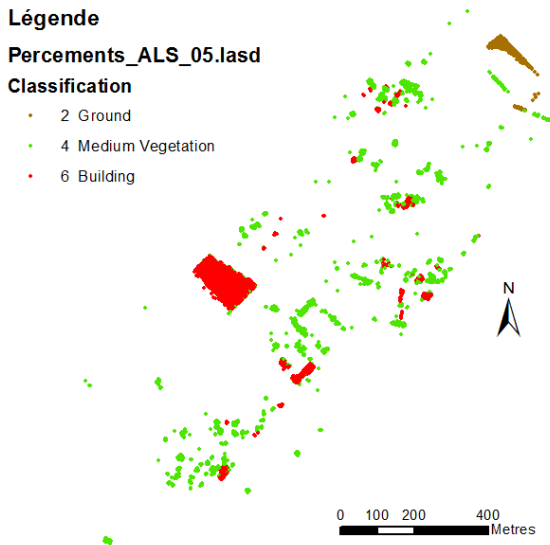 Légende
Percements_ALS_05.lasd
Classification
2 Ground
4 Medium Vegetation
6 Building
N
0 100 200 400
Metres